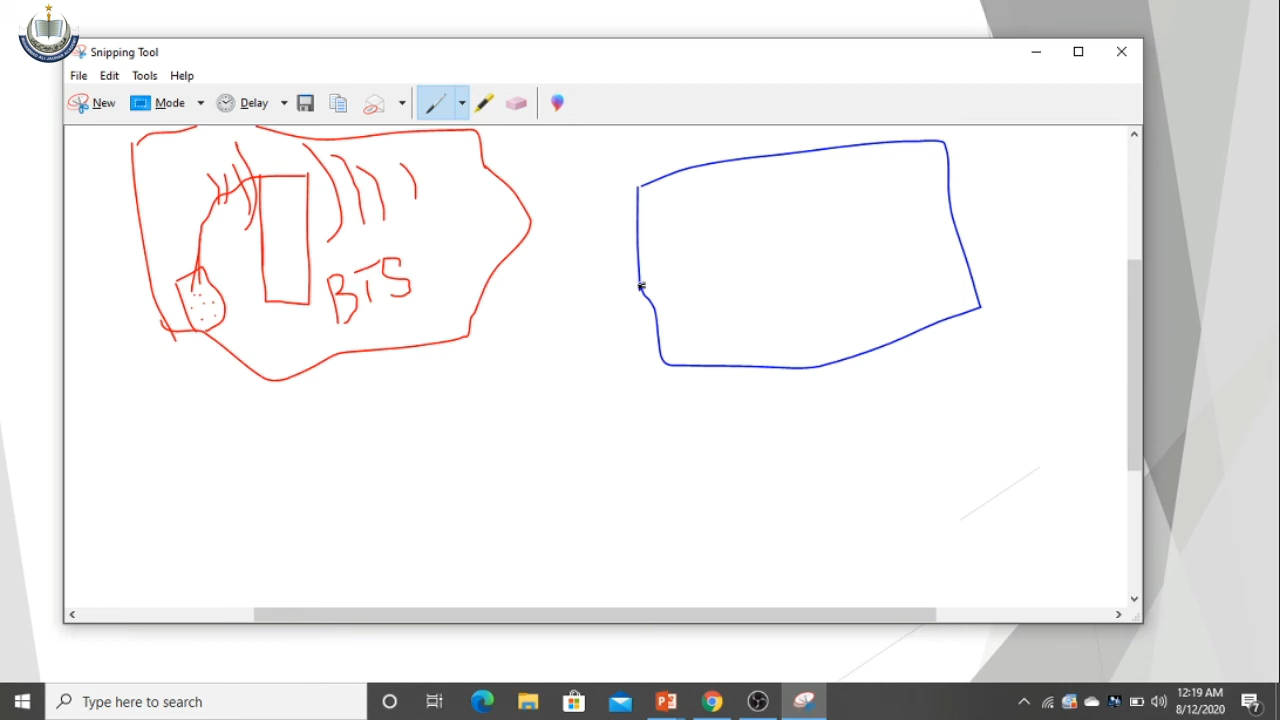 Snipping Tool
File Edit Tools Help
New Mode Delay
BTS
Type here to search
12:19 AM
8/12/2020
7